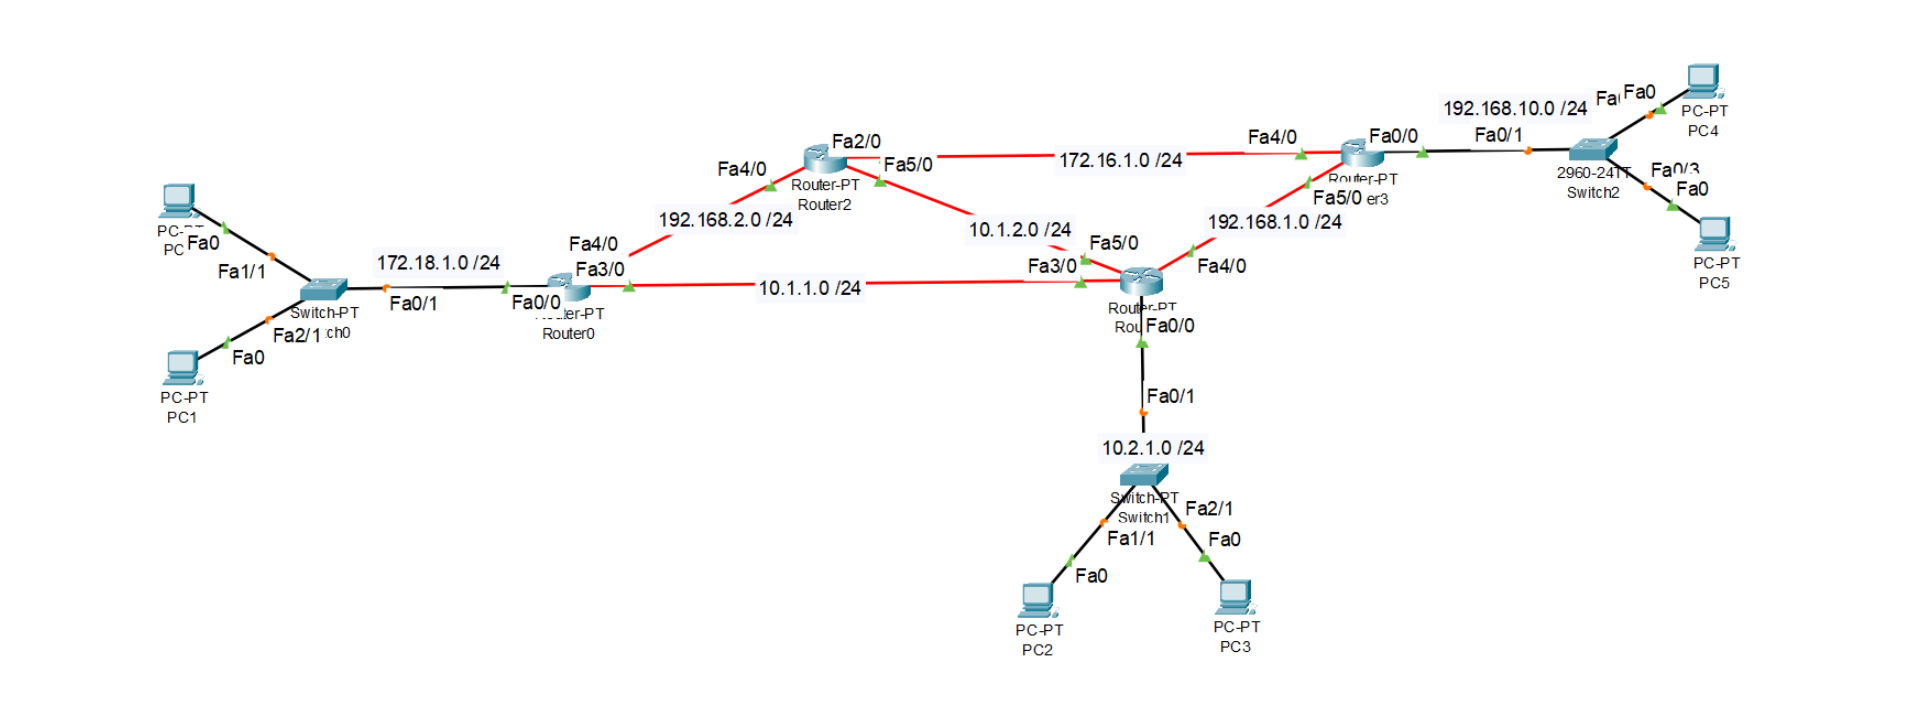 192.168.10.0 /24
Fa0
PC-PT
PC4
Fa0/1
Fa4/0
Fa0/0
Fa2/0
Fa5/0
172.16.1.0 /24
Fa4/0
Router-PT
Router2
Router-PT
er3
Fa5/0
2960-24TT
Switch2
Fa0/3
Fa0
192.168.2.0 /24
10.1.2.0 /24
192.168.1.0 /24
PC-PT
PC
Fa0
Fa4/0
Fa5/0
172.18.1.0 /24
Fa3/0
Fa3/0
Fa4/0
PC-PT
PC5
Fa1/1
10.1.1.0 /24
Fa0/1
Fa0/0
Switch-PT
ch0
Fa2/1
er-PT
Router0
Router-PT
Rou
Fa0/0
Fa0
PC-PT
PC1
Fa0/1
10.2.1.0 /24
Switch-PT
Switch1
Fa2/1
Fa1/1
Fa0
Fa0
PC-PT
PC2
PC-PT
PC3